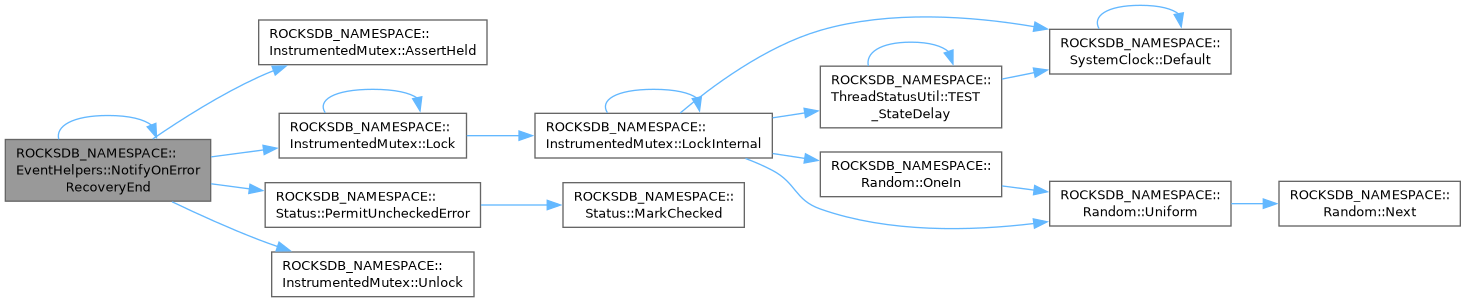 ROCKSDB_NAMESPACE::
EventHelpers::NotifyOnError
RecoveryEnd
ROCKSDB_NAMESPACE::
InstrumentedMutex::AssertHeld
ROCKSDB_NAMESPACE::
InstrumentedMutex::Lock
ROCKSDB_NAMESPACE::
Status::PermitUncheckedError
ROCKSDB_NAMESPACE::
InstrumentedMutex::Unlock
ROCKSDB_NAMESPACE::
InstrumentedMutex::LockInternal
ROCKSDB_NAMESPACE::
Status::MarkChecked
ROCKSDB_NAMESPACE::
ThreadStatusUtil::TEST
_StateDelay
ROCKSDB_NAMESPACE::
Random::OneIn
ROCKSDB_NAMESPACE::
SystemClock::Default
ROCKSDB_NAMESPACE::
Random::Uniform
ROCKSDB_NAMESPACE::
Random::Next